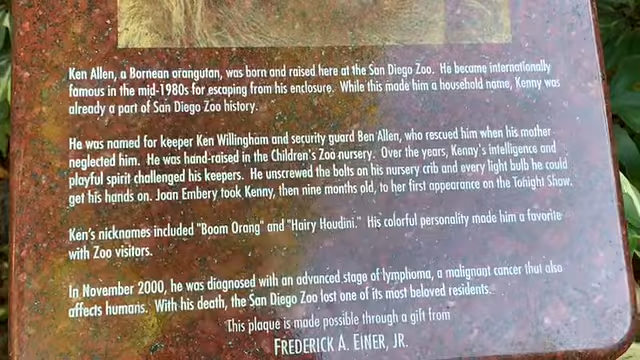 Ken Allen, a Bornean orangutan, was born and raised here at the San Diego Zoo. He became internationally
famous in the mid-1980s for escaping from his enclosure. While this made him a household name, Kenny was
already a part of San Diego Zoo history.
He was named for keeper Ken Willingham and security guard Ben Allen, who rescued him when his mother
neglected him. He was hand-raised in the Children's Zoo nursery. Over the years, Kenny's intelligence and
playful spirit challenged his keepers. He unscrewed the bolts on his nursery crib and every light bulb he could
get his hands on. Joan Embery took Kenny, then nine months old, to her first appearance on the Tonight Show.
Ken's nicknames included "Boom Orang" and "Hairy Houdini." His colorful personality made him a favorite
with Zoo visitors.
In November 2000, he was diagnosed with an advanced stage of lymphoma, a malignant cancer that also
affects humans. With his death, the San Diego Zoo lost one of its most beloved residents.
This plaque is made possible through a gift from
FREDERICK A. EINER, JR.